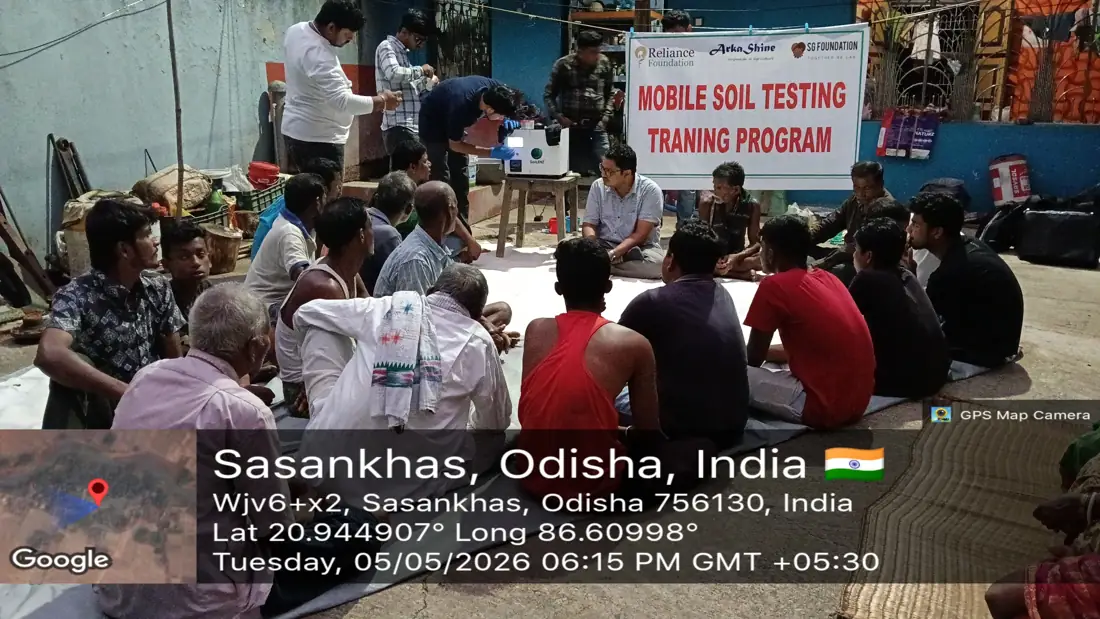 Reliance
Foundation
ArkaShine
SG FOUNDATION
MOBILE SOIL TESTING
TRANING PROGRAM
GPS Map Camera
Sasankhas, Odisha, India
Wjv6+x2, Sasankhas, Odisha 756130, India
Lat 20.944907° Long 86.60998°
Tuesday, 05/05/2026 06:15 PM GMT +05:30
Google